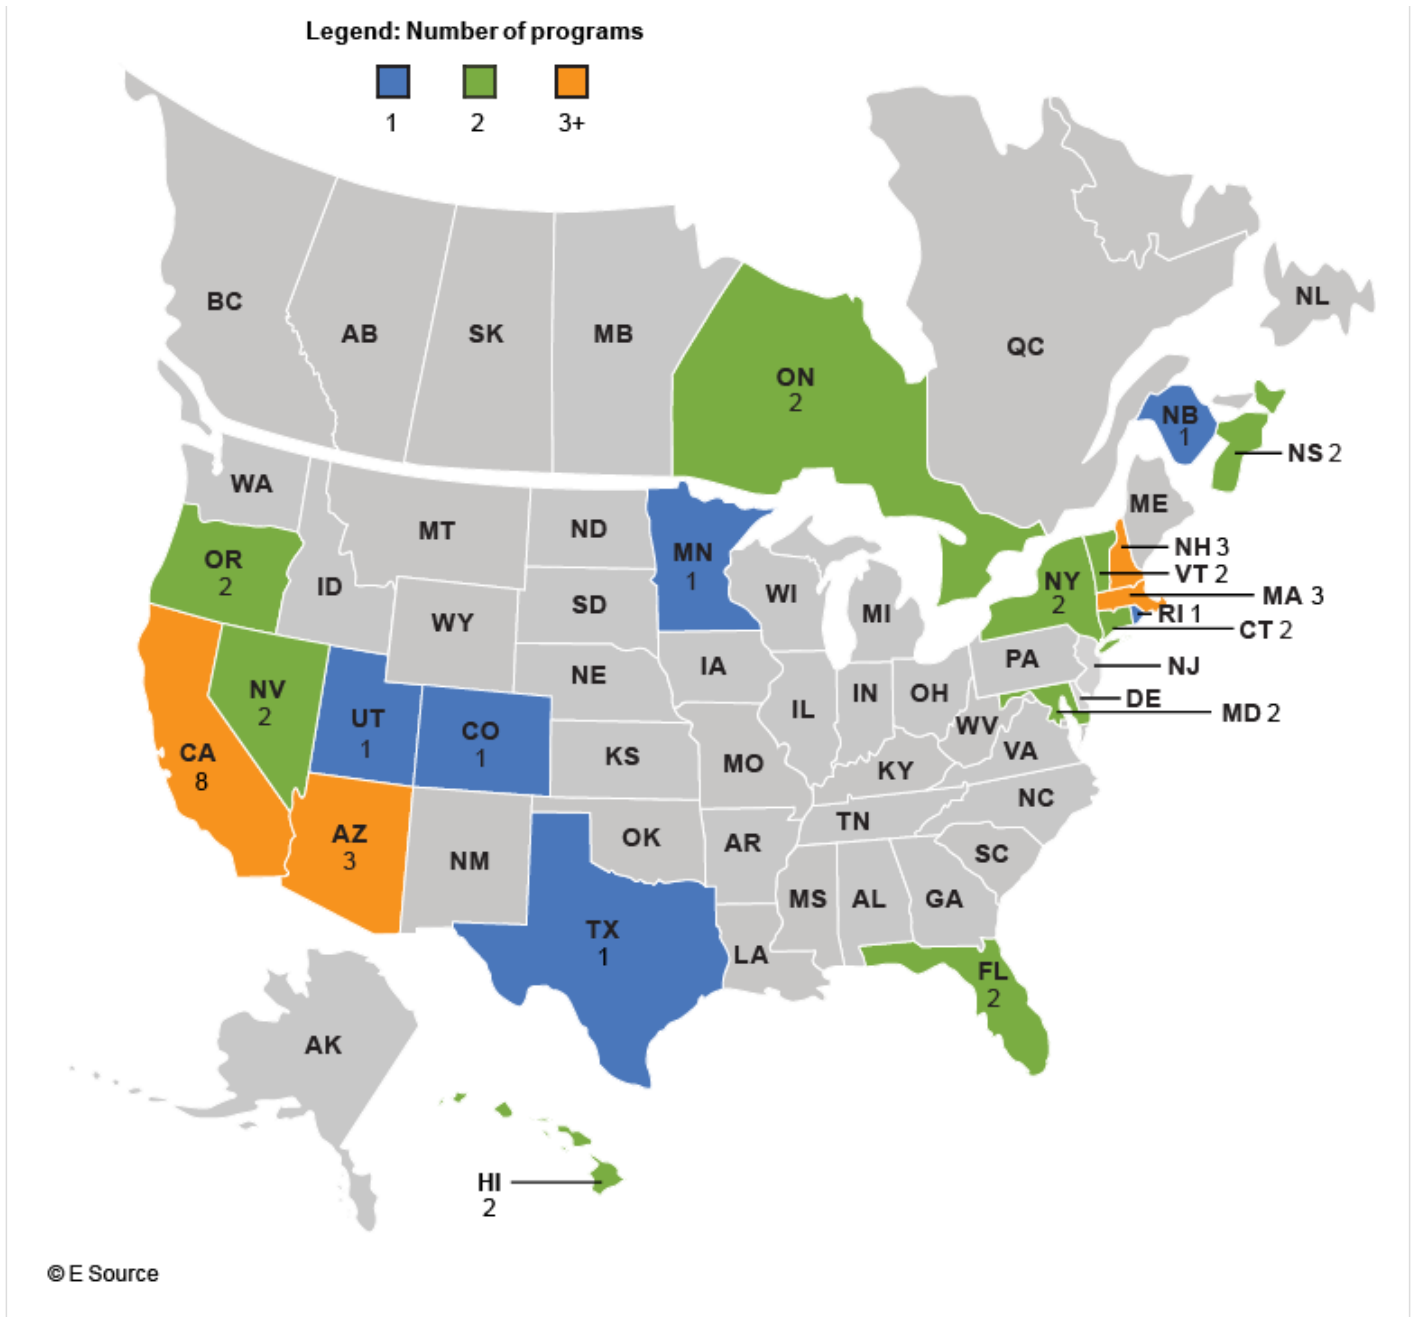 Legend: Number of programs
1 2 3+
BC
AB
SK
MB
ON
2
QC
NL
NB
1
NS 2
WA
MT
ND
MN
1
ME
OR
2
ID
SD
WI
MI
NY
2
NH 3
VT 2
MA 3
RI 1
CT 2
WY
NE
IA
PA
NJ
DE
MD 2
NV
2
UT
1
CO
1
IL
IN
OH
WV
VA
CA
8
KS
MO
KY
NC
AZ
3
NM
OK
AR
TN
SC
TX
1
MS
AL
GA
LA
FL
2
AK
HI
2
© E Source